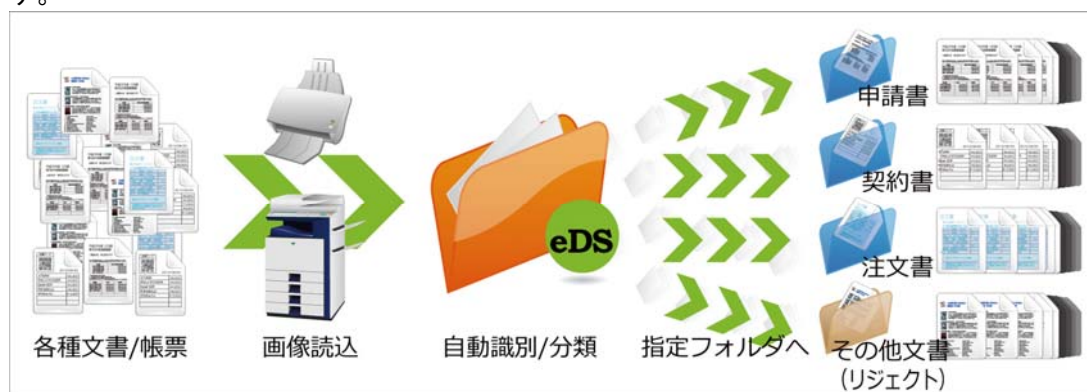 す。
申請書
契約書
eDS
注文書
各種文書/帳票
画像読込
自動識別/分類
指定フォルダへ
その他文書
(リジェクト)